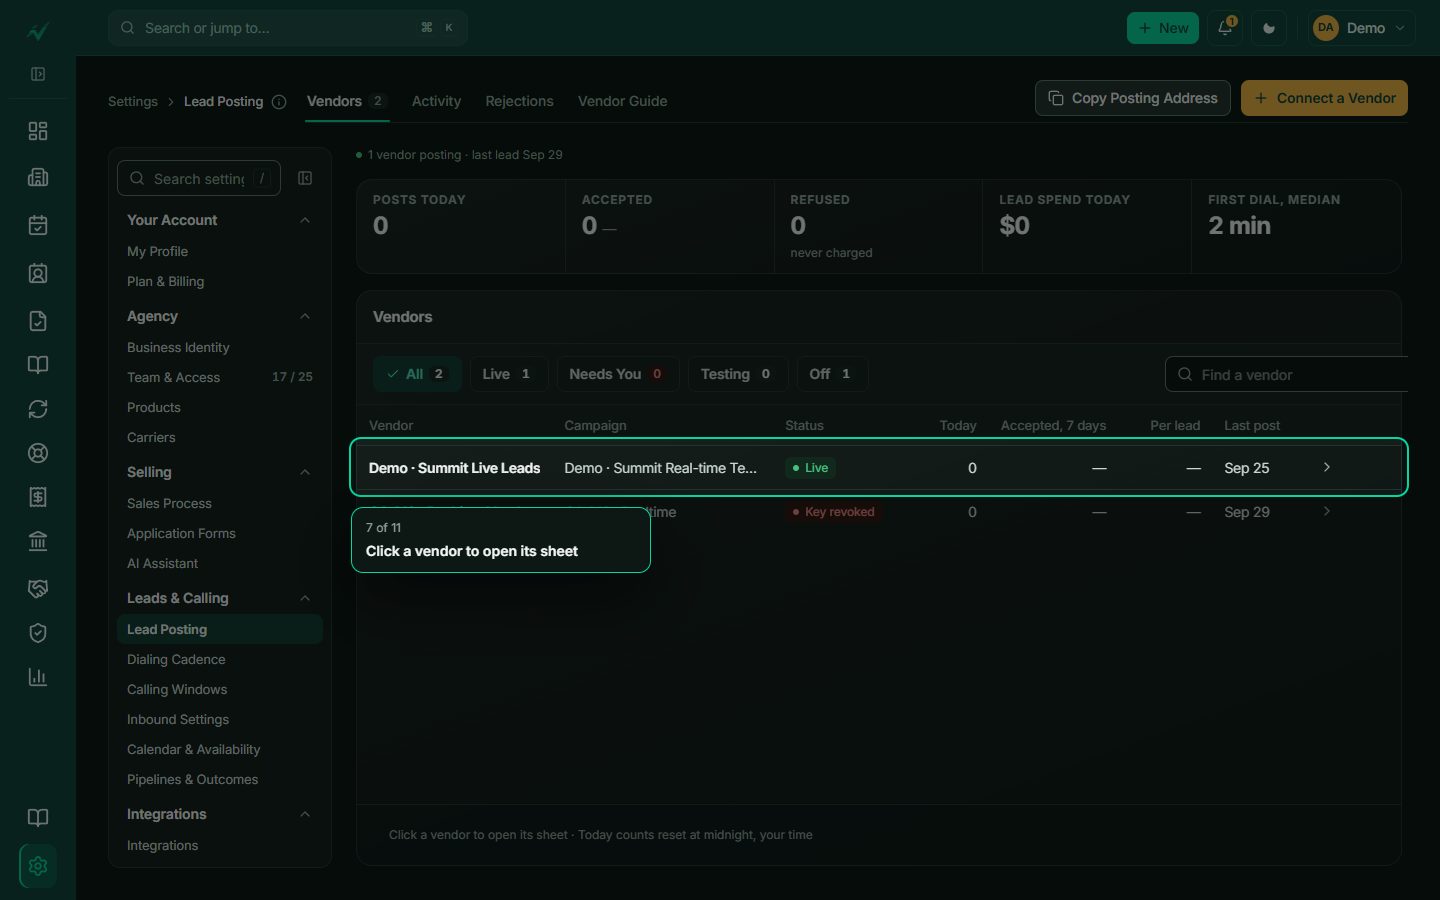 Search or jump to...
⌘ K
+ New
1
DA Demo
Settings > Lead Posting
Vendors 2
Activity
Rejections
Vendor Guide
Copy Posting Address
+ Connect a Vendor
Search setting /
Your Account
My Profile
Plan & Billing
Agency
Business Identity
Team & Access 17 / 25
Products
Carriers
Selling
Sales Process
Application Forms
AI Assistant
Leads & Calling
Lead Posting
Dialing Cadence
Calling Windows
Inbound Settings
Calendar & Availability
Pipelines & Outcomes
Integrations
Integrations
1 vendor posting · last lead Sep 29
POSTS TODAY
0
ACCEPTED
0 —
REFUSED
0
never charged
LEAD SPEND TODAY
$0
FIRST DIAL, MEDIAN
2 min
Vendors
All 2
Live 1
Needs You 0
Testing 0
Off 1
Find a vendor
Vendor Campaign Status Today Accepted, 7 days Per lead Last post
Demo · Summit Live Leads Demo · Summit Real-time Te... Live 0 — — Sep 25
Key revoked 0 — — Sep 29
7 of 11
Click a vendor to open its sheet
Click a vendor to open its sheet · Today counts reset at midnight, your time